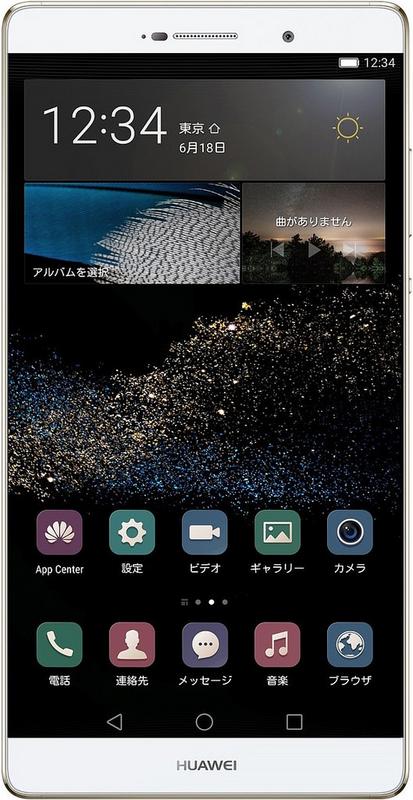 12:34
12:34
東京
6月18日
曲がありません
アルバムを選択
App Center
設定
ビデオ
ギャラリー
カメラ
電話
連絡先
メッセージ
音楽
ブラウザ
HUAWEI